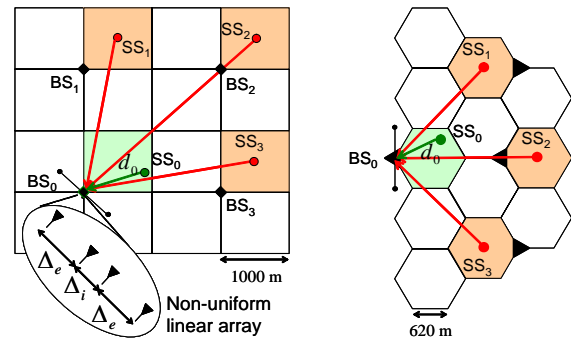 SS1
SS2
BS1
BS2
SS3
d0
SS0
BS0
BS3
Δe
Δi
Δe
1000 m
Non-uniform
linear array
SS1
SS0
BS0
d0
SS2
SS3
620 m